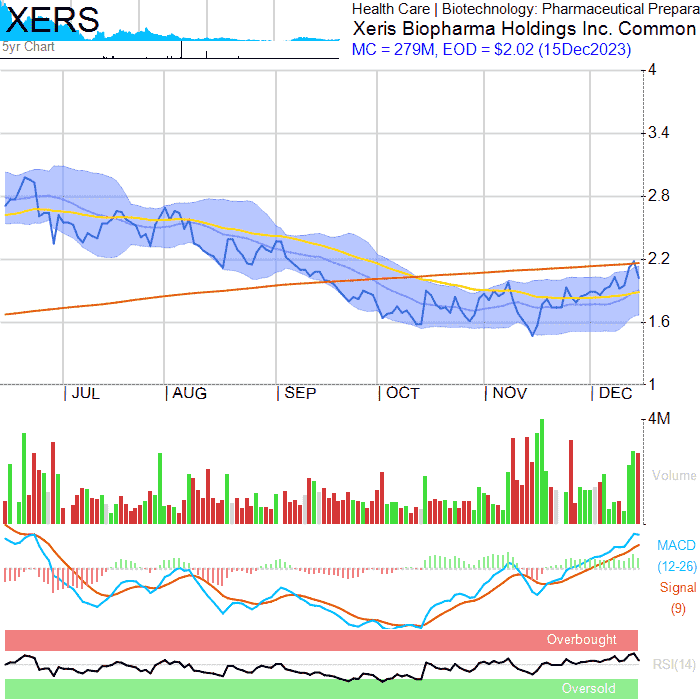 XERS
Health Care | Biotechnology: Pharmaceutical Prepara
Xeris Biopharma Holdings Inc. Common
MC = 279M, EOD = $2.02 (15Dec2023)
5yr Chart
4
3.4
2.8
2.2
1.6
1
JUL
AUG
SEP
OCT
NOV
DEC
4M
Volume
MACD
(12-26)
Signal
(9)
Overbought
RSI(14)
Oversold